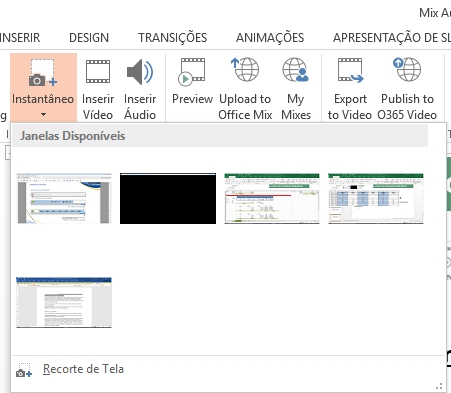 Mix Au
INSERIR DESIGN TRANSIÇÕES ANIMAÇÕES APRESENTAÇÃO DE SL
Instantâneo Inserir Vídeo Inserir Áudio Preview Upload to Office Mix My Mixes Export to Video Publish to O365 Video
Janelas Disponíveis
Recorte de Tela